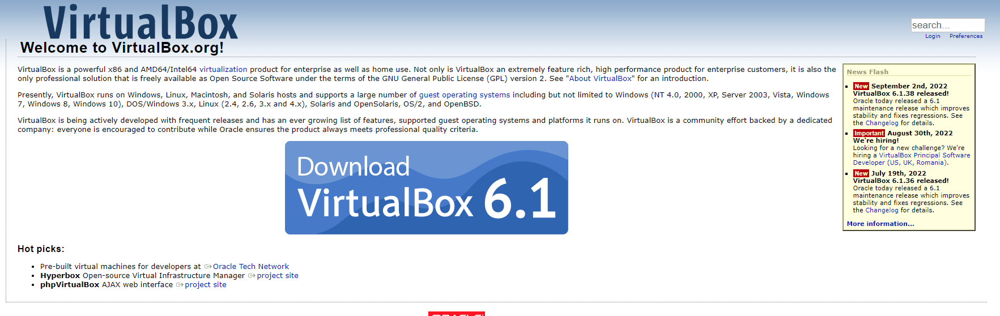 VirtualBox
search...
Login Preferences
Welcome to VirtualBox.org!
VirtualBox is a powerful x86 and AMD64/Intel64 virtualization product for enterprise as well as home use. Not only is VirtualBox an extremely feature rich, high performance product for enterprise customers, it is also the
only professional solution that is freely available as Open Source Software under the terms of the GNU General Public License (GPL) version 2. See "About VirtualBox" for an introduction.
Presently, VirtualBox runs on Windows, Linux, Macintosh, and Solaris hosts and supports a large number of guest operating systems including but not limited to Windows (NT 4.0, 2000, XP, Server 2003, Vista, Windows
7, Windows 8, Windows 10), DOS/Windows 3.x, Linux (2.4, 2.6, 3.x and 4.x), Solaris and OpenSolaris, OS/2, and OpenBSD.
VirtualBox is being actively developed with frequent releases and has an ever growing list of features, supported guest operating systems and platforms it runs on. VirtualBox is a community effort backed by a dedicated
company: everyone is encouraged to contribute while Oracle ensures the product always meets professional quality criteria.
Download
VirtualBox 6.1
Hot picks:
Pre-built virtual machines for developers at Oracle Tech Network
Hyperbox Open-source Virtual Infrastructure Manager project site
phpVirtualBox AJAX web interface project site
News Flash
New September 2nd, 2022
VirtualBox 6.1.38 released!
Oracle today released a 6.1
maintenance release which improves
stability and fixes regressions. See
the Changelog for details.
Important August 30th, 2022
We're hiring!
Looking for a new challenge? We're
hiring a VirtualBox Principal Software
Developer (US, UK, Romania).
New July 19th, 2022
VirtualBox 6.1.36 released!
Oracle today released a 6.1
maintenance release which improves
stability and fixes regressions. See
the Changelog for details.
More information...
ORACLE